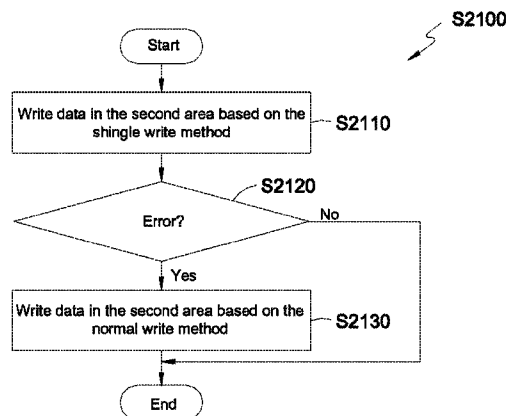 S2100
Start
Write data in the second area based on the
shingle write method
S2110
S2120
Error?
No
Yes
Write data in the second area based on the
normal write method
S2130
End